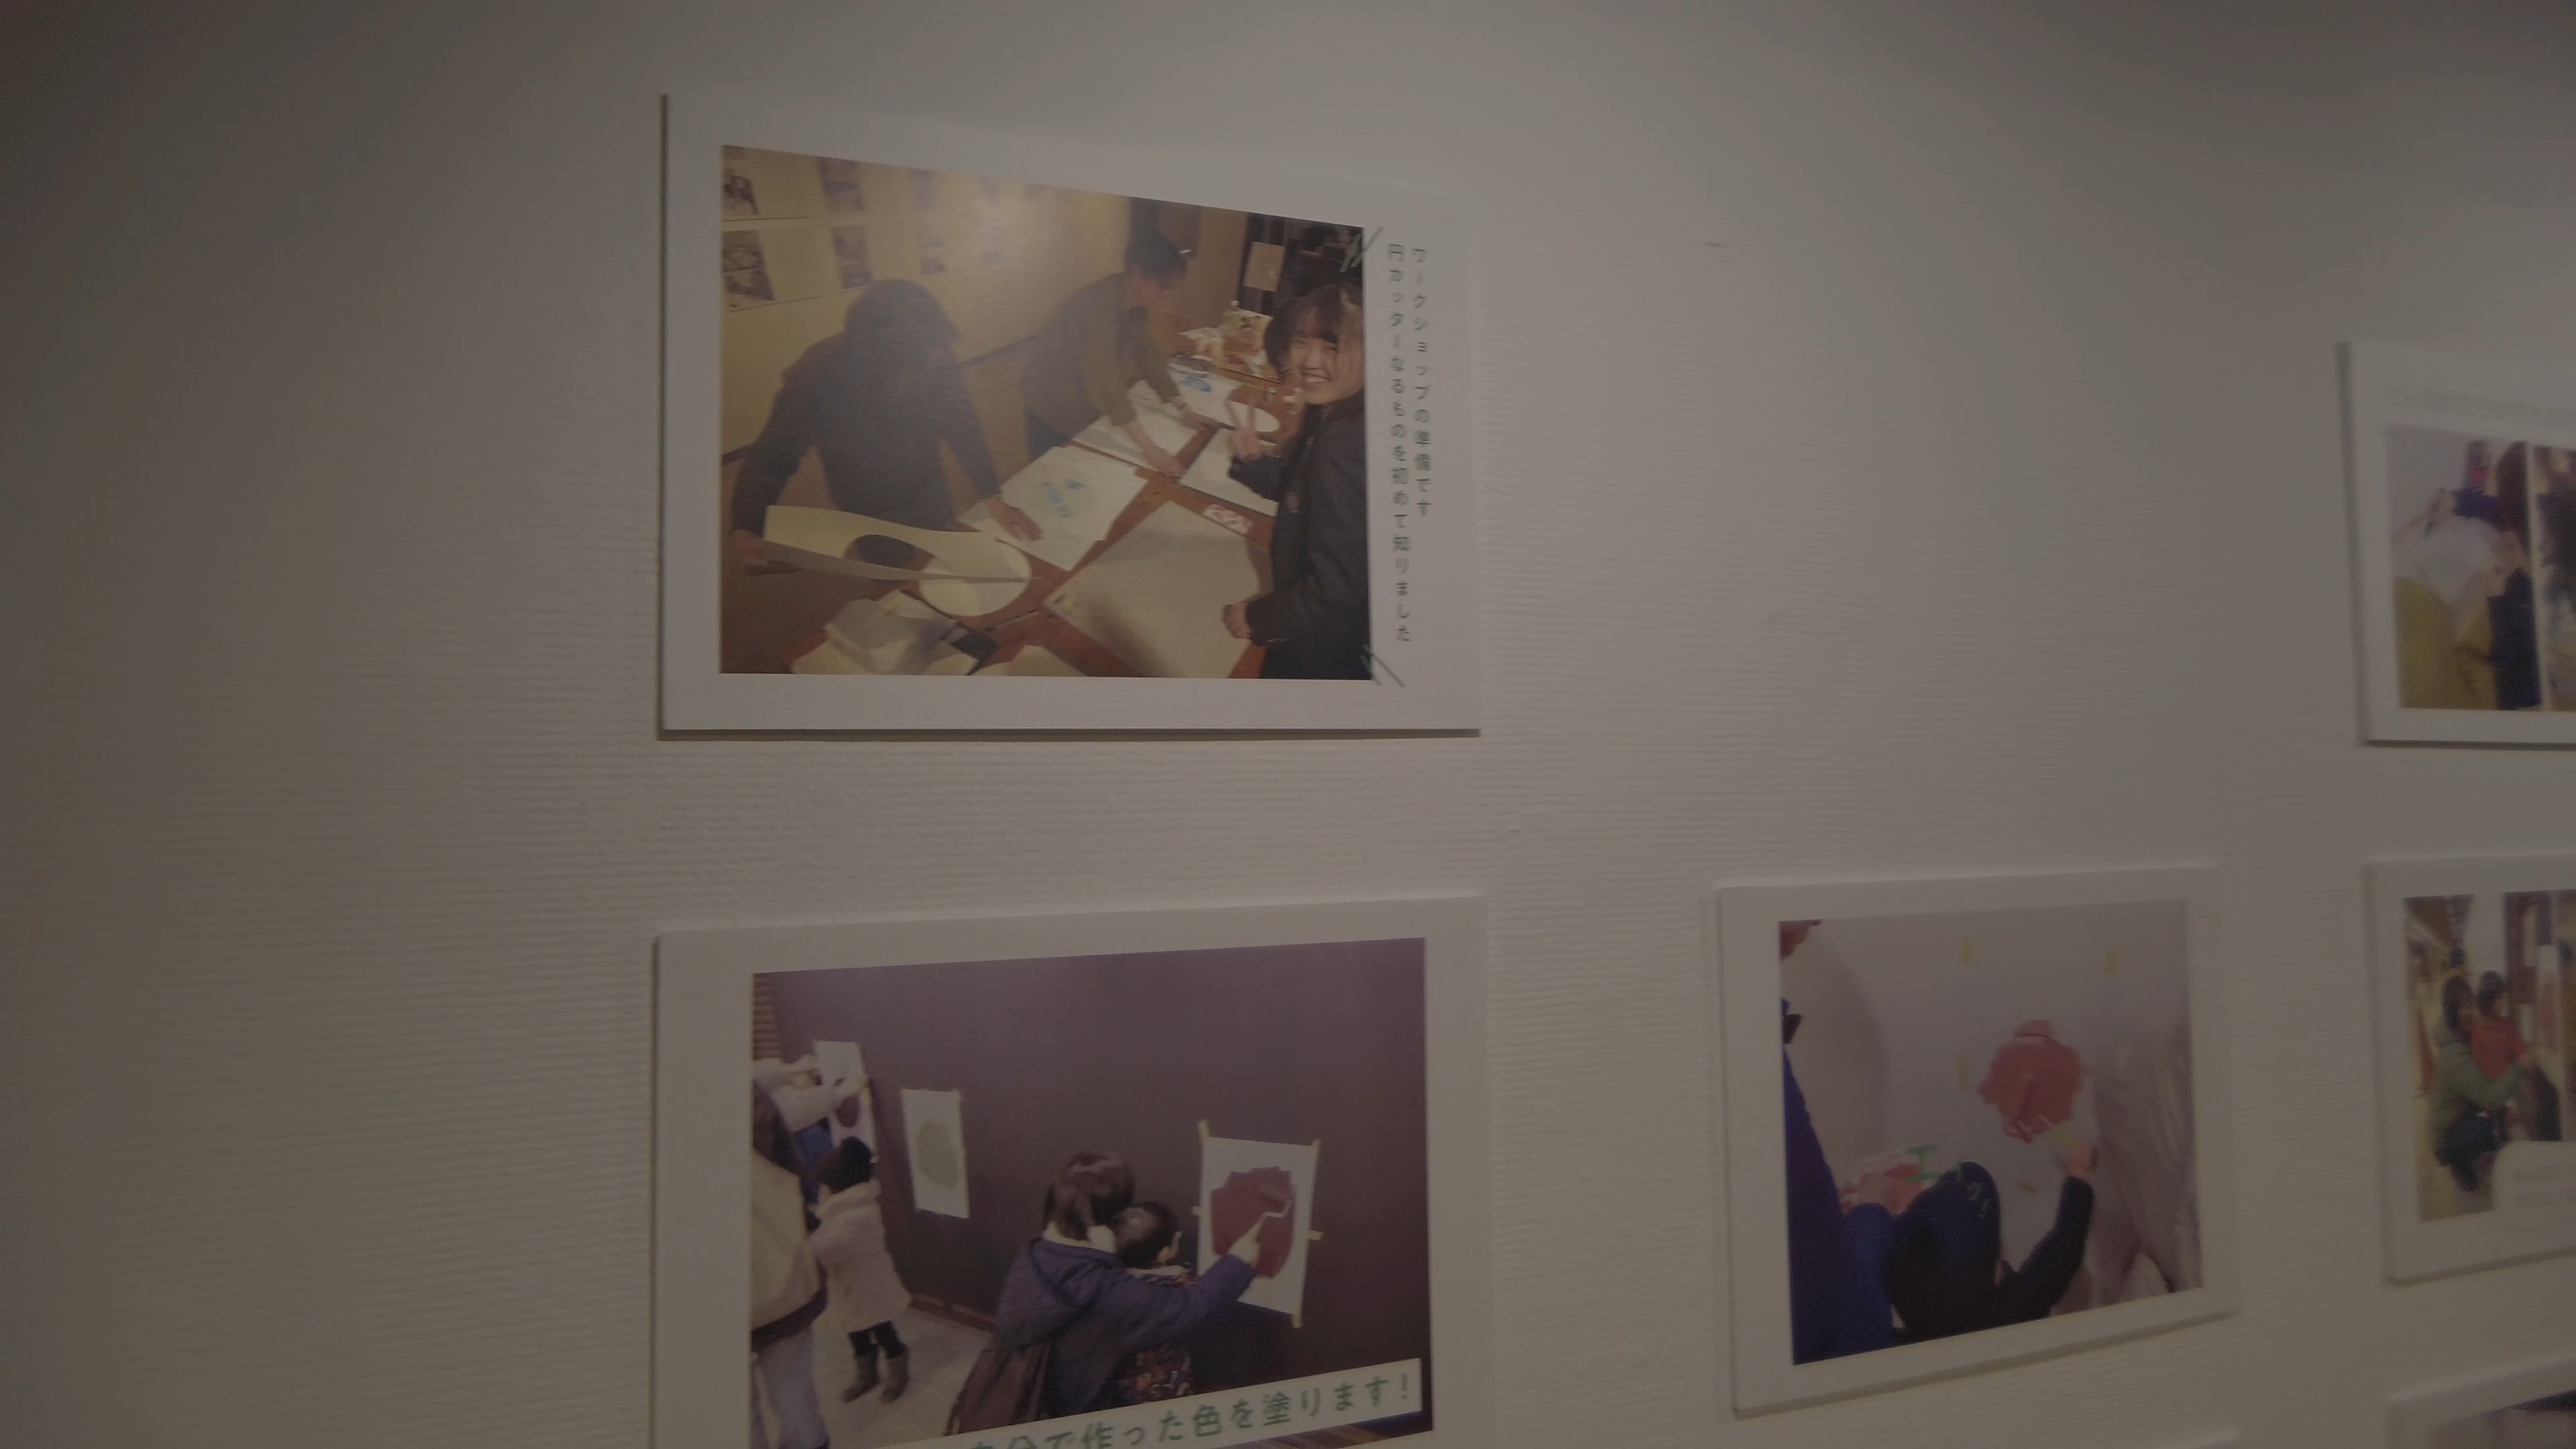 ワークショップの準備です
円カッターなるものを初めて知りました
自分で作った色を塗ります！